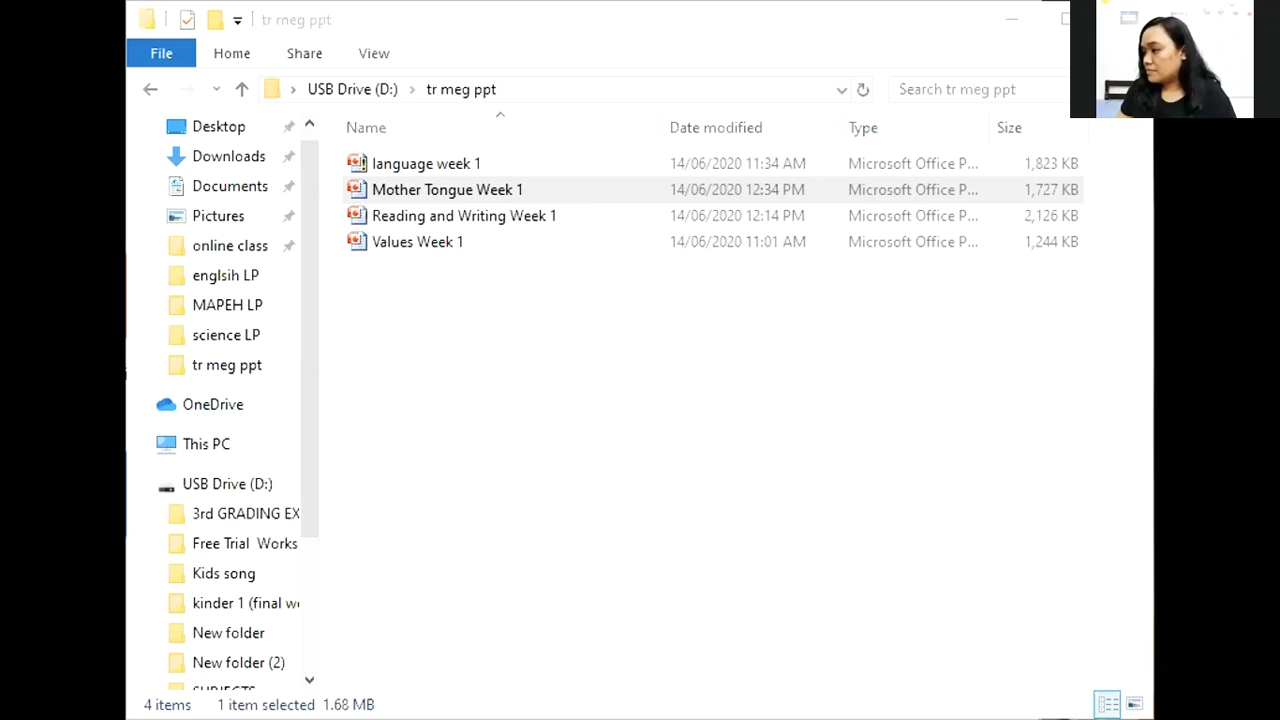 tr meg ppt
File Home Share View
USB Drive (D:) tr meg ppt Search tr meg ppt
Name Date modified Type Size
language week 1 14/06/2020 11:34 AM Microsoft Office P... 1,823 KB
Mother Tongue Week 1 14/06/2020 12:34 PM Microsoft Office P... 1,727 KB
Reading and Writing Week 1 14/06/2020 12:14 PM Microsoft Office P... 2,126 KB
Values Week 1 14/06/2020 11:01 AM Microsoft Office P... 1,244 KB
Desktop
Downloads
Documents
Pictures
online class
englsih LP
MAPEH LP
science LP
tr meg ppt
OneDrive
This PC
USB Drive (D:)
3rd GRADING EX
Free Trial Works
Kids song
kinder 1 (final w
New folder
New folder (2)
SUBJECTS
4 items 1 item selected 1.68 MB